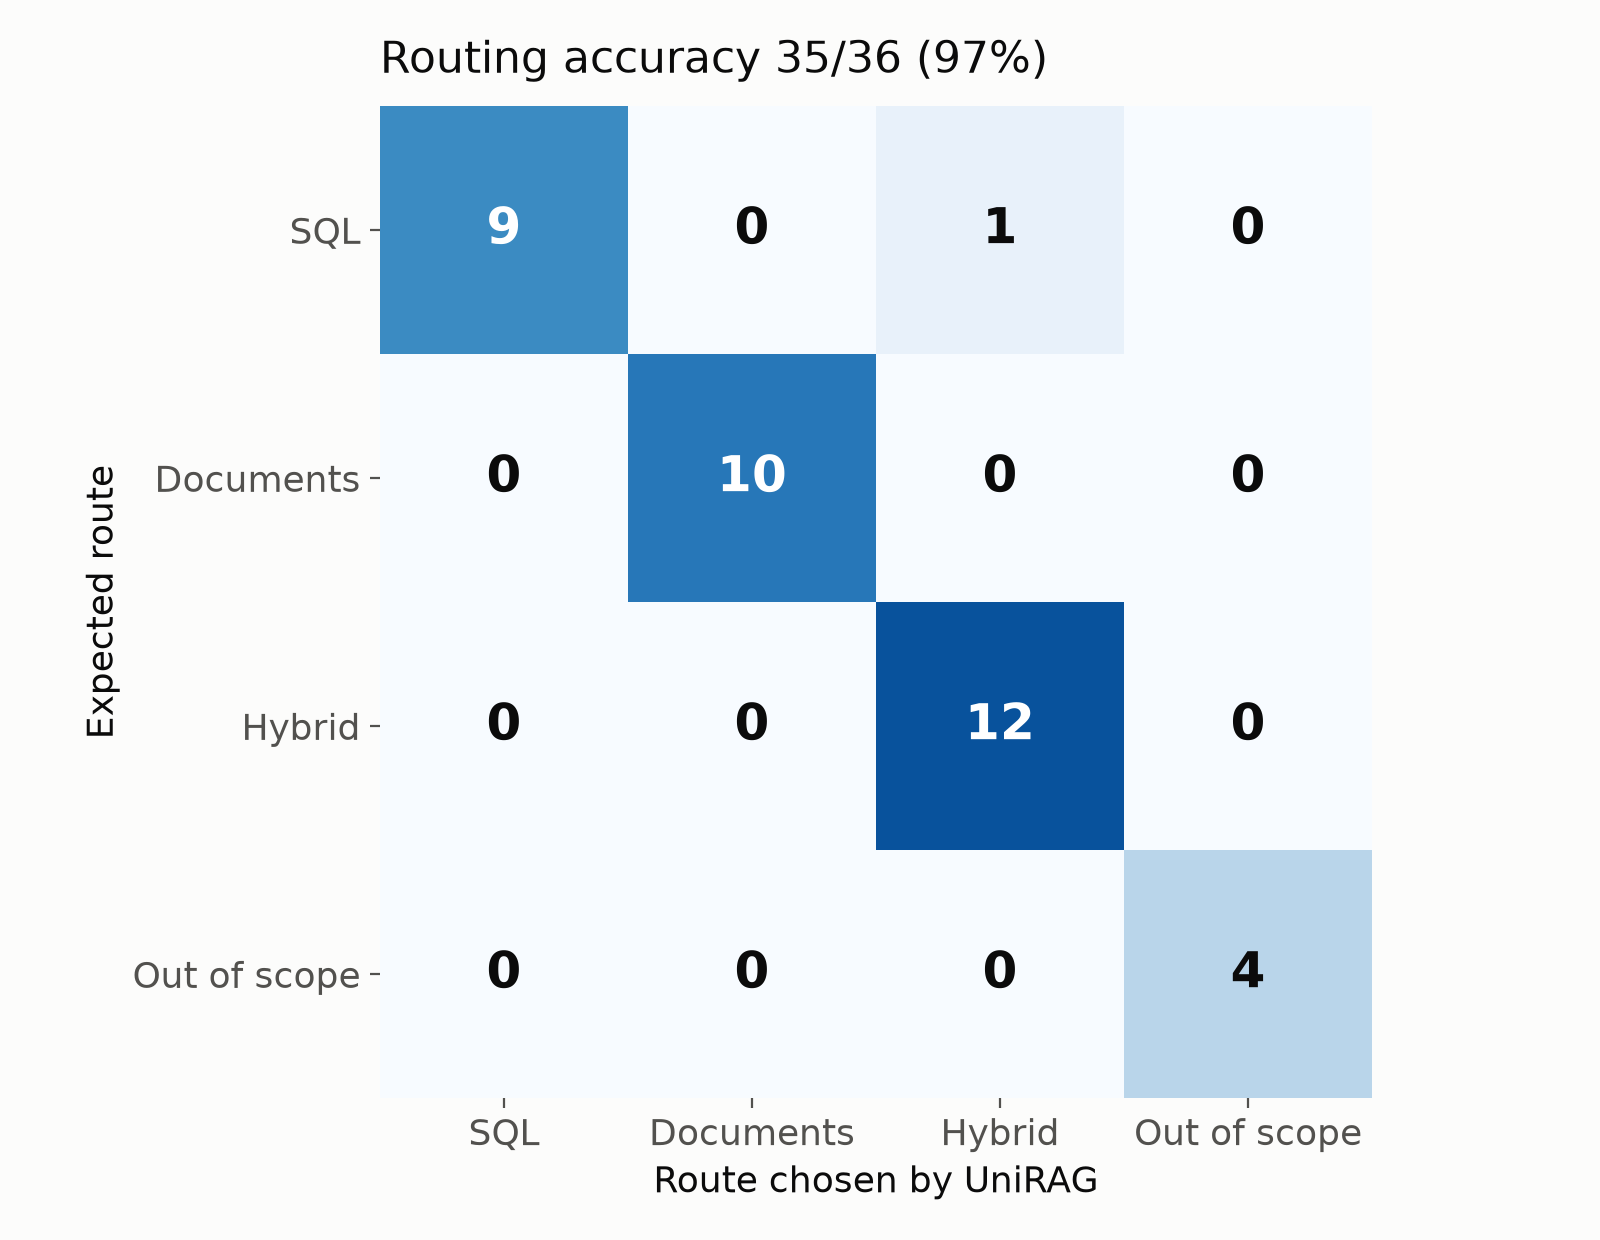 Routing accuracy 35/36 (97%)
SQL 9 0 1 0
Documents 0 10 0 0
Hybrid 0 0 12 0
Out of scope 0 0 0 4
Expected route
SQL Documents Hybrid Out of scope
Route chosen by UniRAG